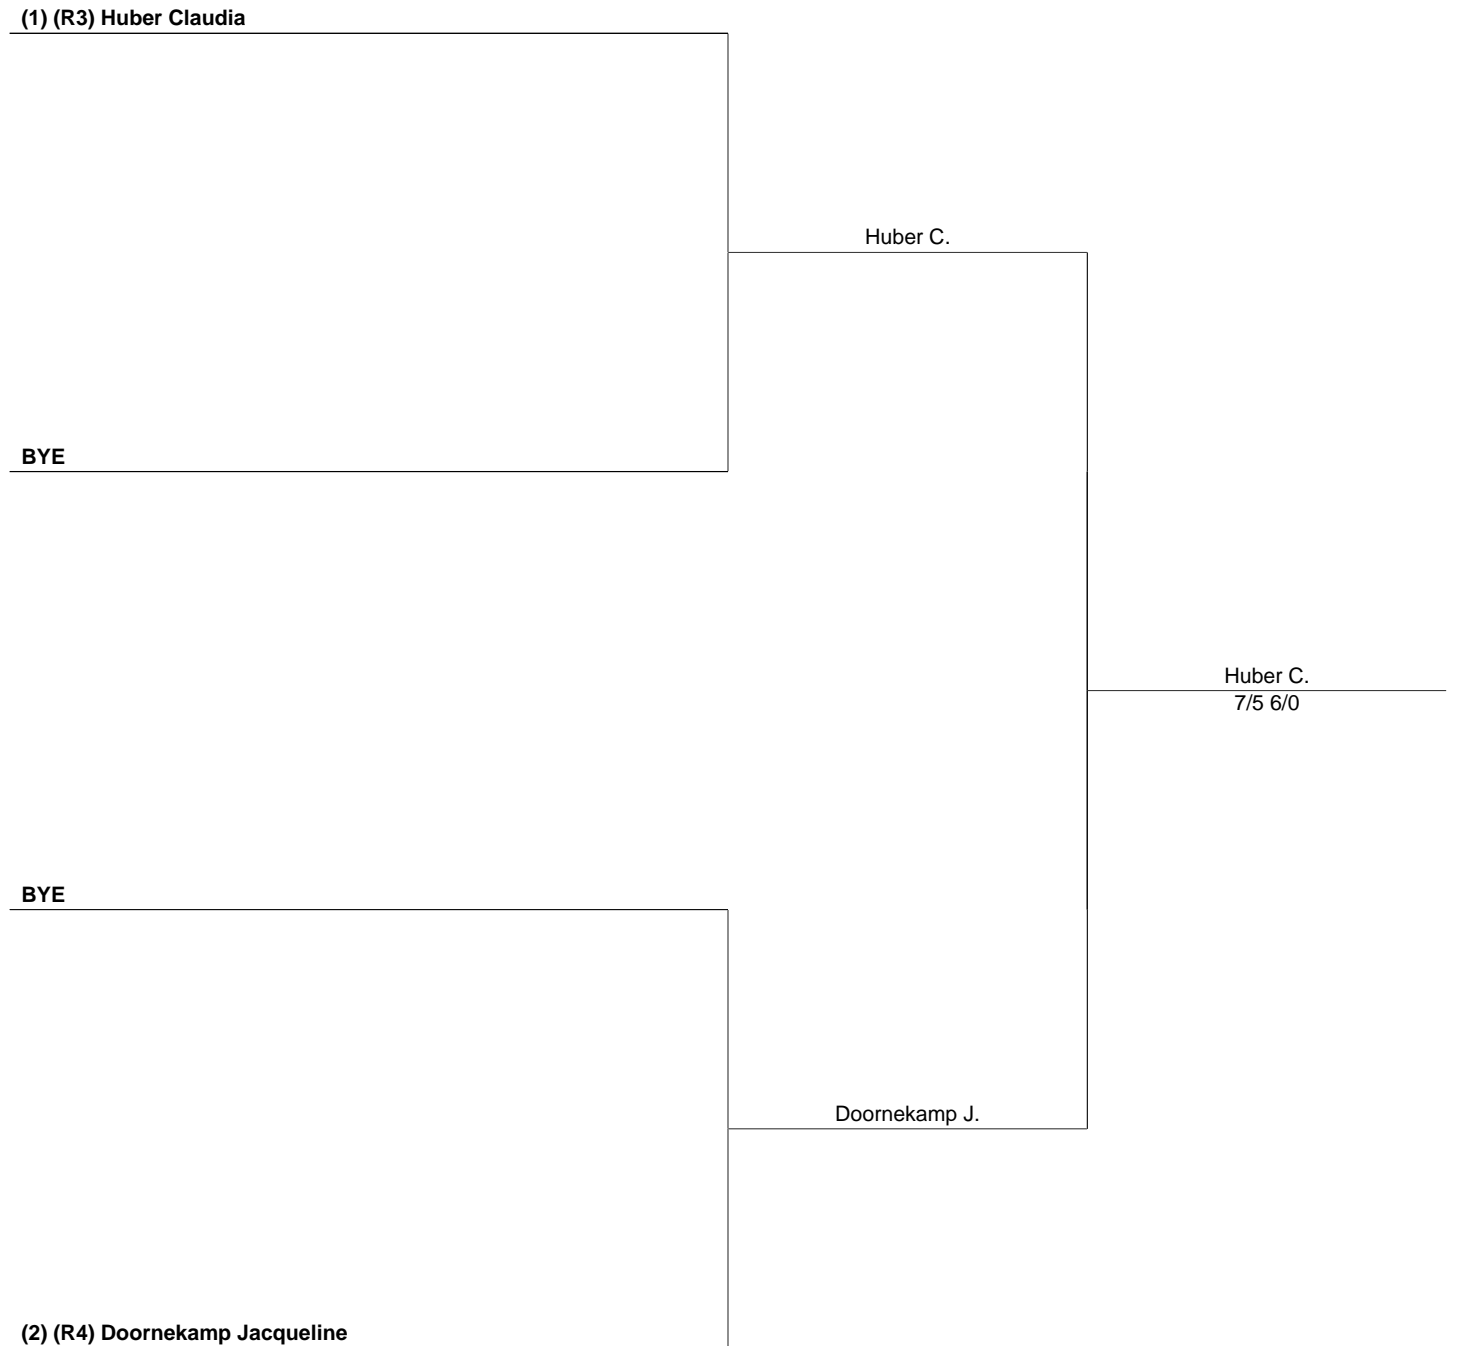 (1) (R3) Huber Claudia
Huber C.
BYE
Huber C.
7/5 6/0
BYE
Doornekamp J.
(2) (R4) Doornekamp Jacqueline